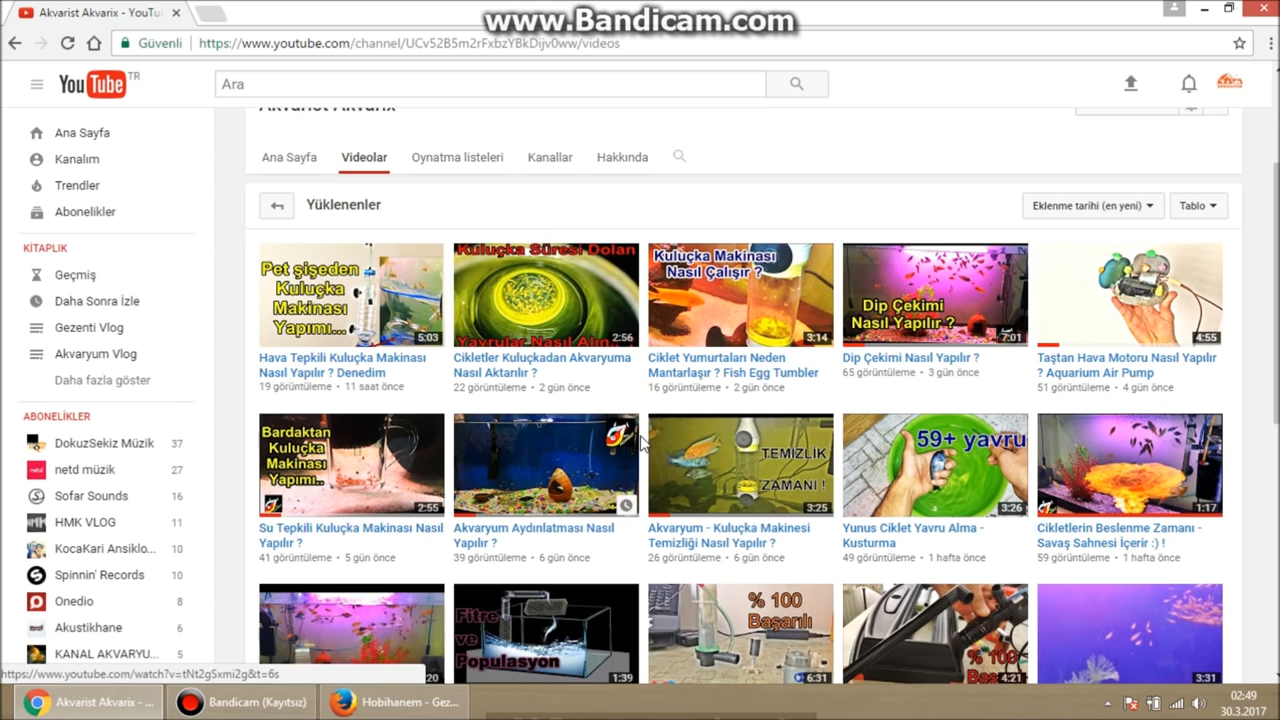 www.Bandicam.com
Akvarist Akvarix - YouTu
Güvenli
https://www.youtube.com/channel/UCv52B5m2rFxbzYBkDijv0ww/videos
YouTube TR
Ara
Akvarist Akvarix
Ana Sayfa
Kanalım
Trendler
Abonelikler
KİTAPLIK
Geçmiş
Daha Sonra İzle
Gezenti Vlog
Akvaryum Vlog
Daha fazla göster
ABONELİKLER
DokuzSekiz Müzik 37
netd müzik 27
Sofar Sounds 16
HMK VLOG 11
KocaKari Ansiklo... 10
Spinnin' Records 10
Onedio 8
Akustikhane 6
KANAL AKVARYU... 5
Ana Sayfa
Videolar
Oynatma listeleri
Kanallar
Hakkında
Yüklenenler
Eklenme tarihi (en yeni)
Tablo
Pet şişeden
Kuluçka
Makinası
Yapımı...
5:03
Hava Tepkili Kuluçka Makinası
Nasıl Yapılır ? Denedim
19 görüntüleme • 11 saat önce
Kuluçka Süresi Dolan
Yavrular Nasıl Alın..
2:56
Cikletler Kuluçkadan Akvaryuma
Nasıl Aktarılır ?
22 görüntüleme • 2 gün önce
Kuluçka Makinası
Nasıl Çalışır ?
3:14
Ciklet Yumurtaları Neden
Mantarlaşır ? Fish Egg Tumbler
16 görüntüleme • 2 gün önce
Dip Çekimi
Nasıl Yapılır ?
7:01
Dip Çekimi Nasıl Yapılır ?
65 görüntüleme • 3 gün önce
4:55
Taştan Hava Motoru Nasıl Yapılır
? Aquarium Air Pump
51 görüntüleme • 4 gün önce
Bardaktan
Kuluçka
Makinası
Yapımı..
2:55
Su Tepkili Kuluçka Makinası Nasıl
Yapılır ?
41 görüntüleme • 5 gün önce
Akvaryum Aydınlatması Nasıl
Yapılır ?
39 görüntüleme • 6 gün önce
TEMİZLİK
ZAMANI !
3:25
Akvaryum - Kuluçka Makinesi
Temizliği Nasıl Yapılır ?
26 görüntüleme • 6 gün önce
59+ yavru
3:26
Yunus Ciklet Yavru Alma -
Kusturma
49 görüntüleme • 1 hafta önce
1:17
Cikletlerin Beslenme Zamanı -
Savaş Sahnesi İçerir :) !
59 görüntüleme • 1 hafta önce
Fitre
ve
Populasyon
1:39
% 100
Başarılı
6:31
% 100
4:21
3:31
https://www.youtube.com/watch?v=tNt2gSxmi2g&t=6s
Akvarist Akvarix - ...
Bandicam (Kayıtsız)
Hobihanem - Gez...
02:49
30.3.2017